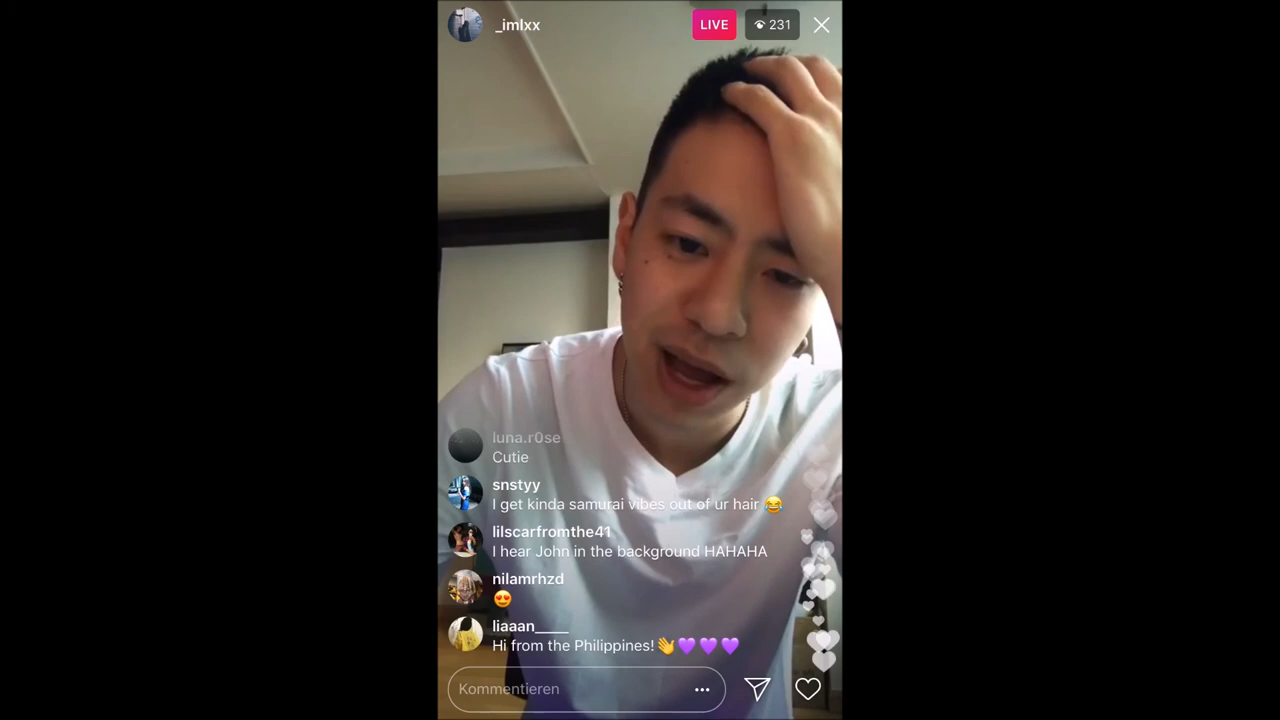 _imlxx
LIVE
231
luna.r0se
Cutie
snstyy
I get kinda samurai vibes out of ur hair 😂
lilscarfromthe41
I hear John in the background HAHAHA
nilamrhzd
😍
liaaan____
Hi from the Philippines!👋💜💜💜
Kommentieren